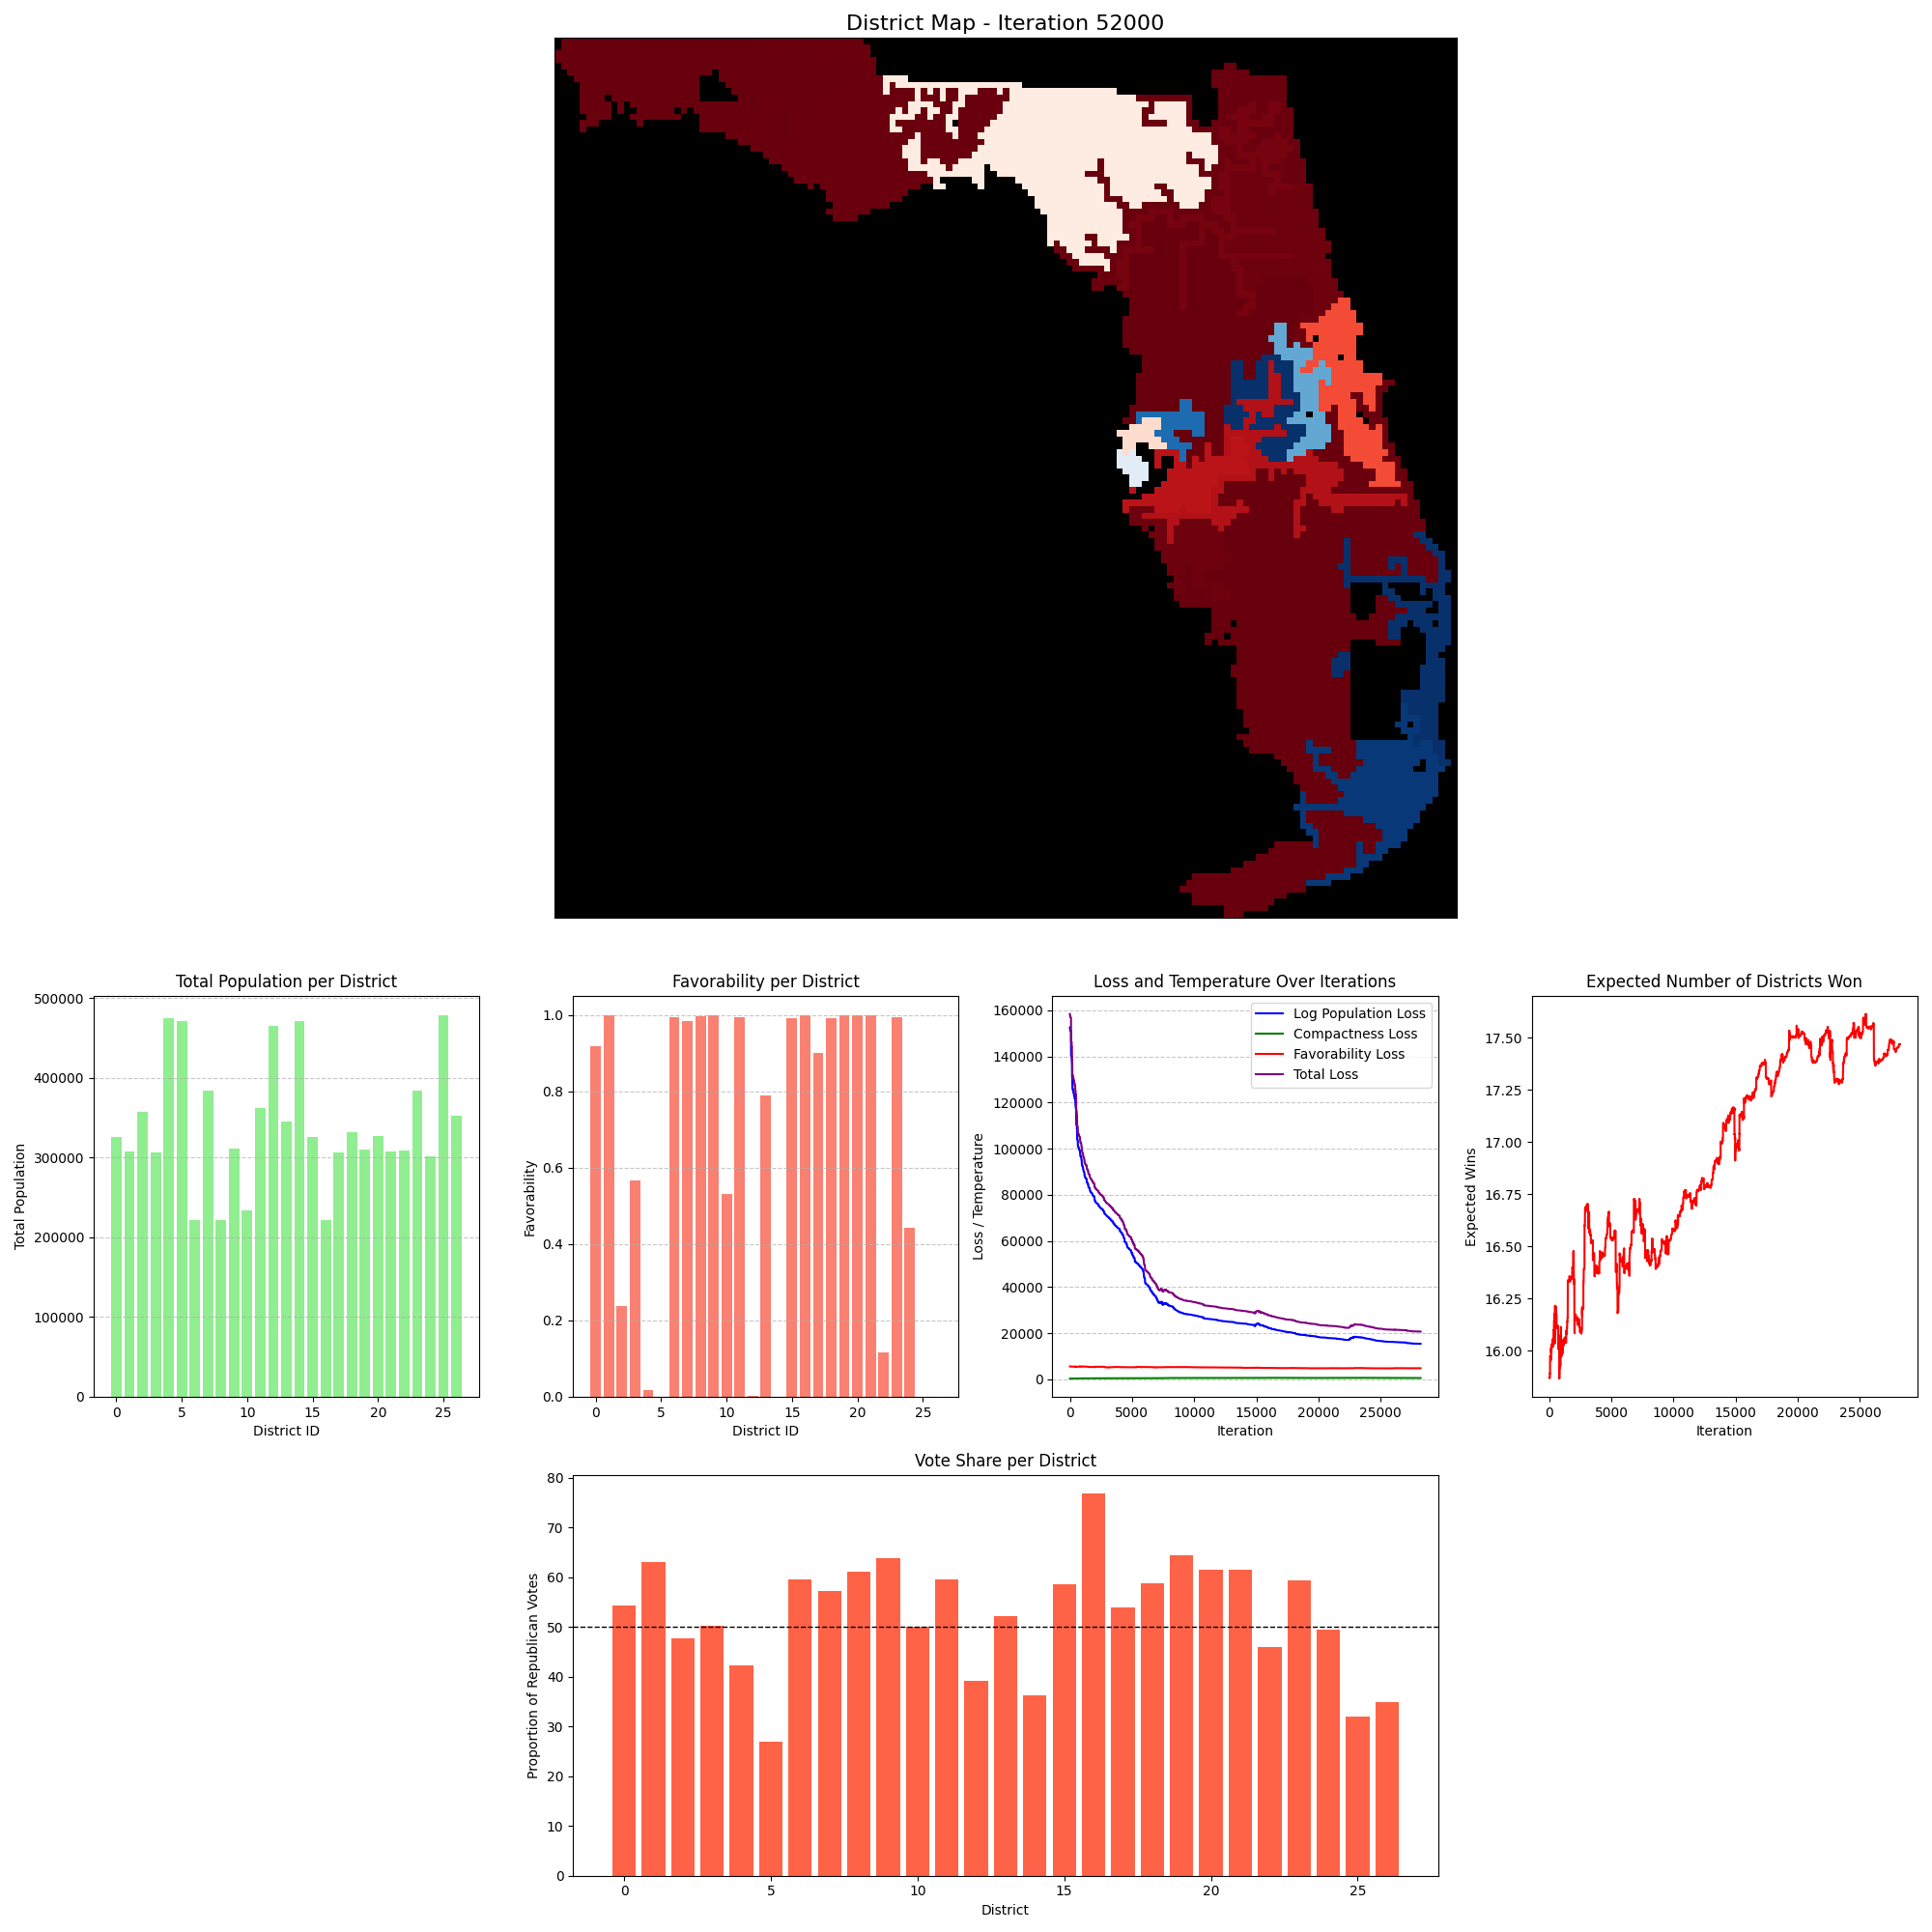 District Map - Iteration 52000
Total Population per District
500000
400000
300000
200000
100000
0
Total Population
0 5 10 15 20 25
District ID
Favorability per District
1.0
0.8
0.6
0.4
0.2
0.0
Favorability
0 5 10 15 20 25
District ID
Loss and Temperature Over Iterations
160000
140000
120000
100000
80000
60000
40000
20000
0
Loss / Temperature
Log Population Loss
Compactness Loss
Favorability Loss
Total Loss
0 5000 10000 15000 20000 25000
Iteration
Expected Number of Districts Won
17.50
17.25
17.00
16.75
16.50
16.25
16.00
Expected Wins
0 5000 10000 15000 20000 25000
Iteration
Vote Share per District
80
70
60
50
40
30
20
10
0
Proportion of Republican Votes
0 5 10 15 20 25
District